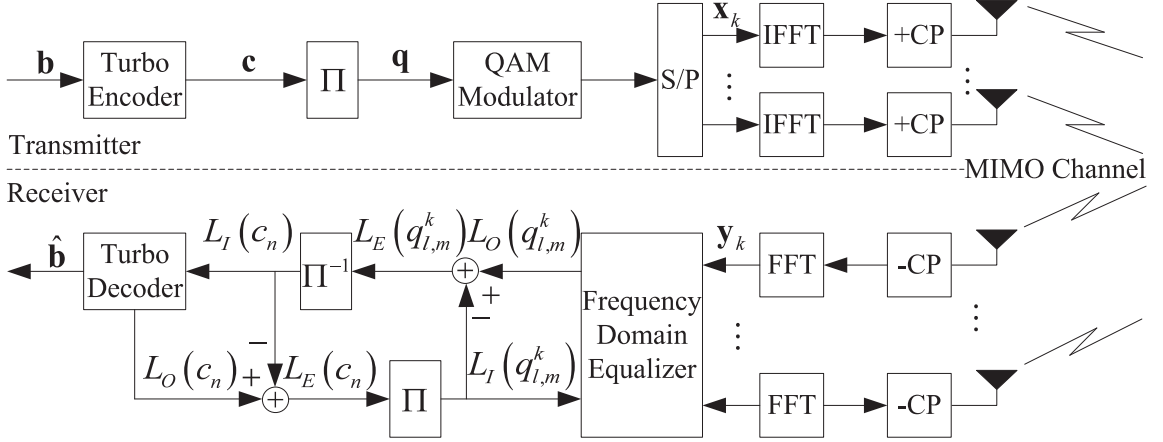 b
Turbo
Encoder
c
Π
q
QAM
Modulator
S/P
x_k
IFFT
+CP
⋮
⋮
IFFT
+CP
Transmitter
MIMO Channel
Receiver
b̂
Turbo
Decoder
L_I(c_n)
Π⁻¹
L_E(q^k_{l,m})
L_O(q^k_{l,m})
+
+
−
Frequency
Domain
Equalizer
y_k
FFT
-CP
⋮
⋮
L_O(c_n)
+
−
+
L_E(c_n)
Π
L_I(q^k_{l,m})
FFT
-CP